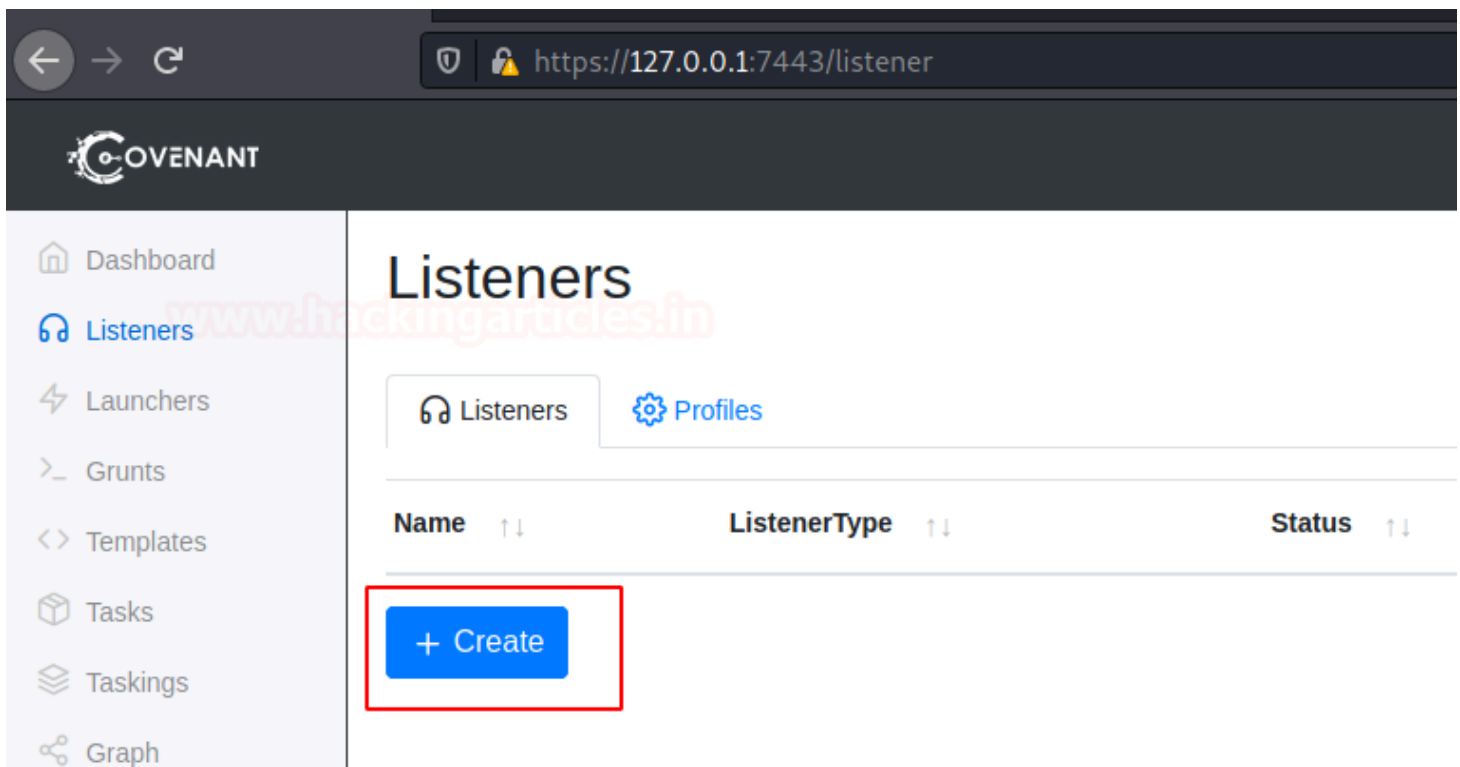 https://127.0.0.1:7443/listener
COVENANT
Dashboard
Listeners
Launchers
Grunts
Templates
Tasks
Taskings
Graph
Listeners
www.hackingarticles.in
Listeners Profiles
Name ListenerType Status
+ Create